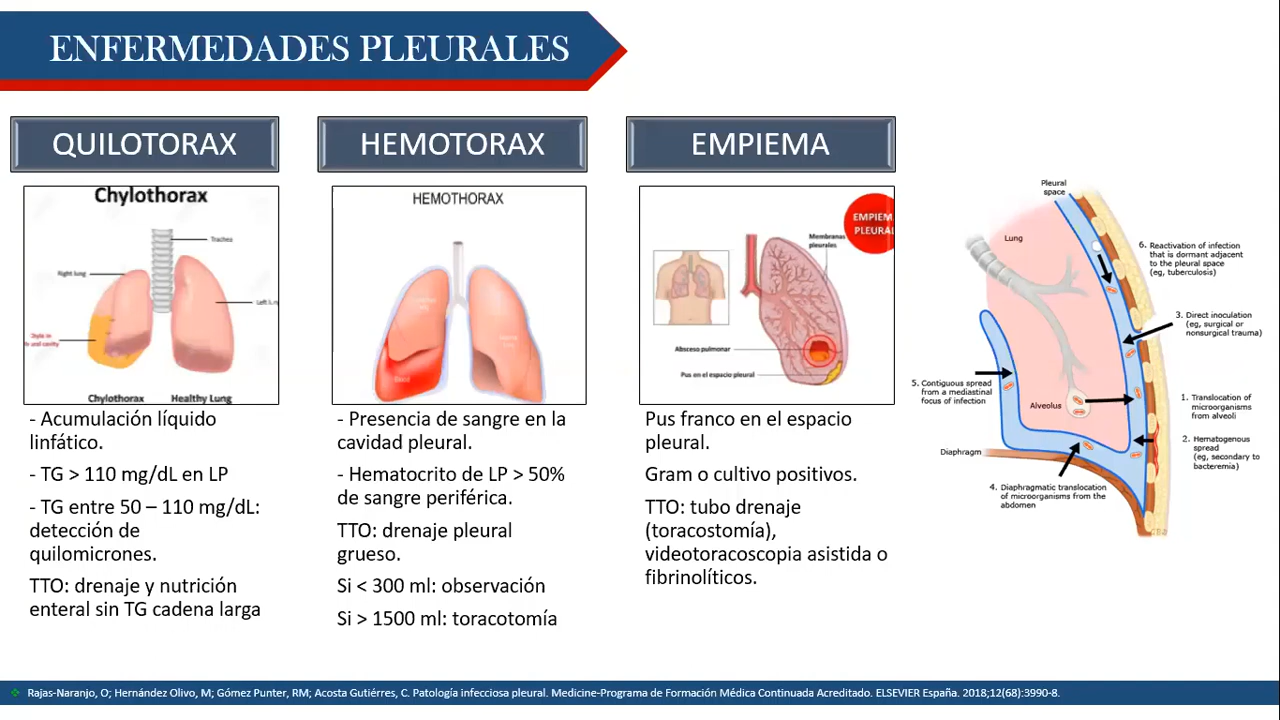 ENFERMEDADES PLEURALES
QUILOTORAX
Chylothorax
Trachea
Right lung
Left
Chylothorax
Healthy Lung
- Acumulación líquido
linfático.
- TG > 110 mg/dL en LP
- TG entre 50 – 110 mg/dL:
detección de
quilomicrones.
TTO: drenaje y nutrición
enteral sin TG cadena larga
HEMOTORAX
HEMOTHORAX
- Presencia de sangre en la
cavidad pleural.
- Hematocrito de LP > 50%
de sangre periférica.
TTO: drenaje pleural
grueso.
Si < 300 ml: observación
Si > 1500 ml: toracotomía
EMPIEMA
EMPIEM
PLEURAL
Membranas
pleurales
Absceso pulmonar
Pus en el espacio pleural
Pus franco en el espacio
pleural.
Gram o cultivo positivos.
TTO: tubo drenaje
(toracostomía),
videotoracoscopia asistida o
fibrinolíticos.
Pleural
space
Lung
6. Reactivation of infection
that is dormant adjacent
to the pleural space
(eg, tuberculosis)
3. Direct inoculation
(eg, surgical or
nonsurgical trauma)
5. Contiguous spread
from a mediastinal
focus of infection
Alveolus
1. Translocation of
microorganisms
from alveoli
2. Hematogenous
spread
(eg, secondary to
bacteremia)
Diaphragm
4. Diaphragmatic translocation
of microorganisms from the
abdomen
Rajas-Naranjo, O; Hernández Olivo, M; Gómez Punter, RM; Acosta Gutiérres, C. Patología infecciosa pleural. Medicine-Programa de Formación Médica Continuada Acreditado. ELSEVIER España. 2018;12(68):3990-8.